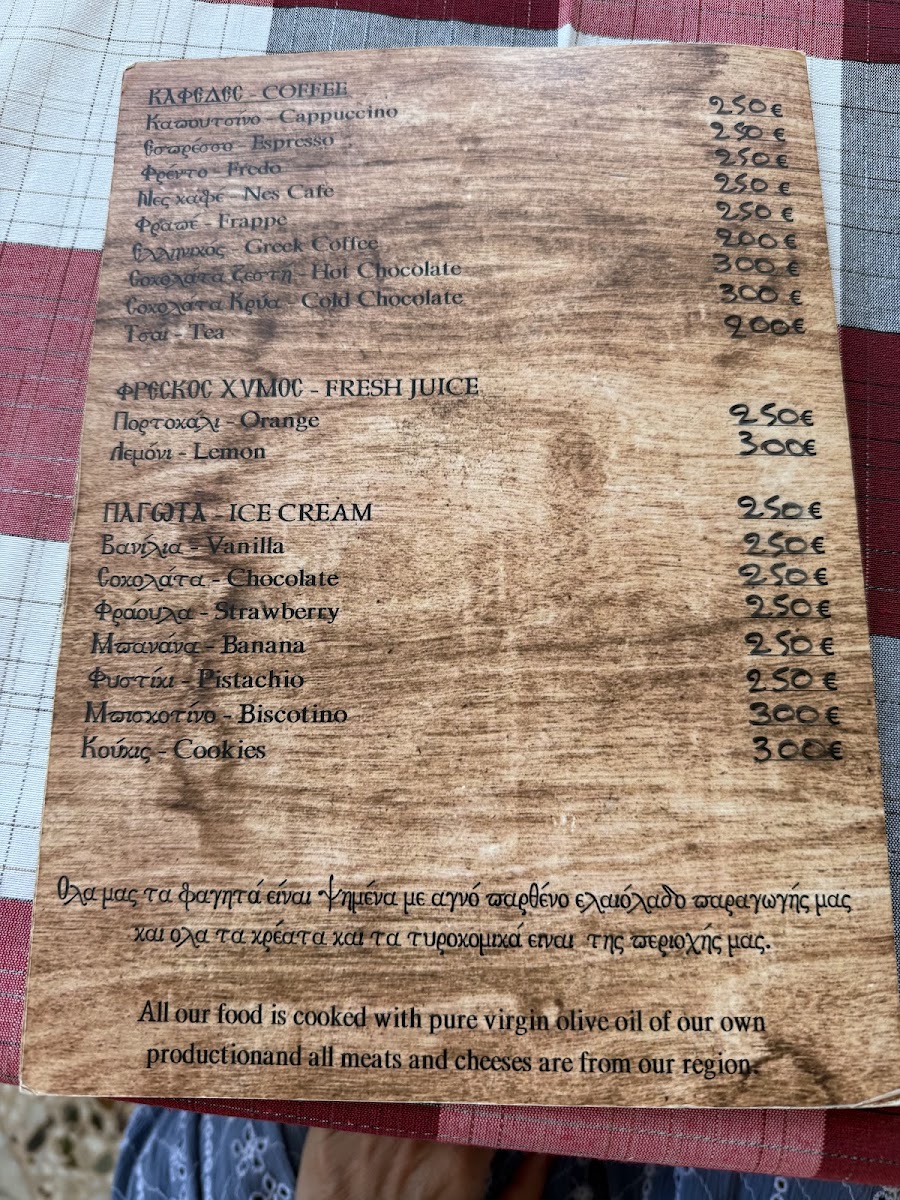 ΚΑΦΕΔΕΣ - COFFEE
Καπουτσίνο - Cappuccino 250€
Εσπρεσσο - Espresso 250€
Φρέντο - Fredo 250€
Νες καφέ - Nes Cafe 250€
Φραπέ - Frappe 250€
Ελληνικός - Greek Coffee 200€
Σοκολάτα ζεστή - Hot Chocolate 300€
Σοκολάτα Κρύα - Cold Chocolate 300€
Τσαι - Tea 200€
ΦΡΕΣΚΟΣ ΧΥΜΟΣ - FRESH JUICE
Πορτοκάλι - Orange 250€
Λεμόνι - Lemon 300€
ΠΑΓΩΤΑ - ICE CREAM 250€
Βανίλια - Vanilla 250€
Σοκολάτα - Chocolate 250€
Φράουλα - Strawberry 250€
Μπανάνα - Banana 250€
Φυστίκι - Pistachio 250€
Μπισκοτίνο - Biscotino 300€
Κούκις - Cookies 300€
Όλα μας τα φαγητά είναι ψημένα με αγνό παρθένο ελαιόλαδο παραγωγής μας
και ολα τα κρέατα και τα τυροκομικά ειναι της περιοχής μας.
All our food is cooked with pure virgin olive oil of our own
productionand all meats and cheeses are from our region.